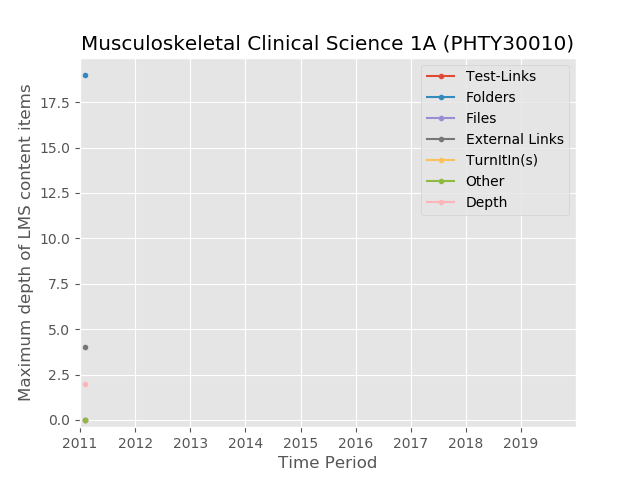 Musculoskeletal Clinical Science 1A (PHTY30010)
Test-Links
Folders
Files
External Links
TurnItIn(s)
Other
Depth
Maximum depth of LMS content items
17.5
15.0
12.5
10.0
7.5
5.0
2.5
0.0
2011 2012 2013 2014 2015 2016 2017 2018 2019
Time Period